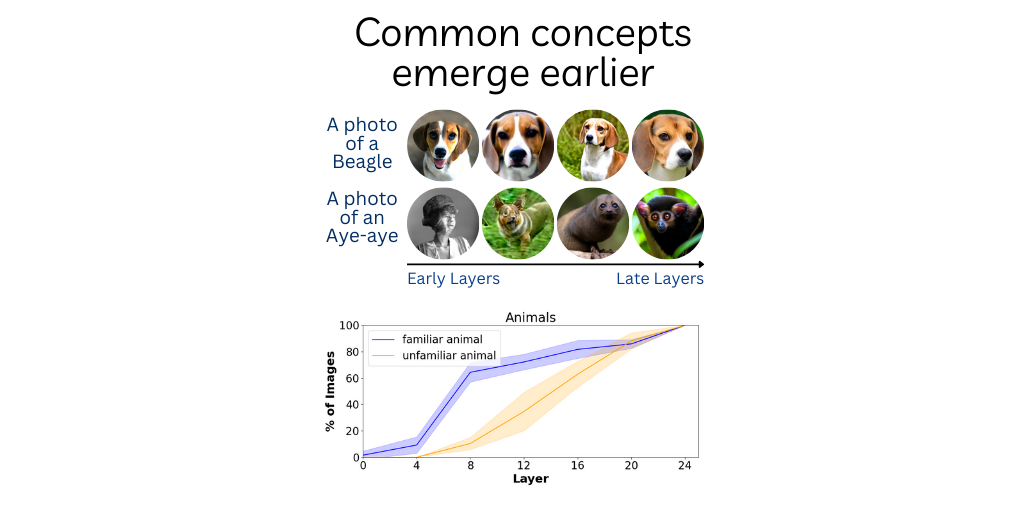 Common concepts
emerge earlier
A photo
of a
Beagle
A photo
of an
Aye-aye
Early Layers
Late Layers
Animals
familiar animal
unfamiliar animal
% of Images
100
80
60
40
20
0
0 4 8 12 16 20 24
Layer